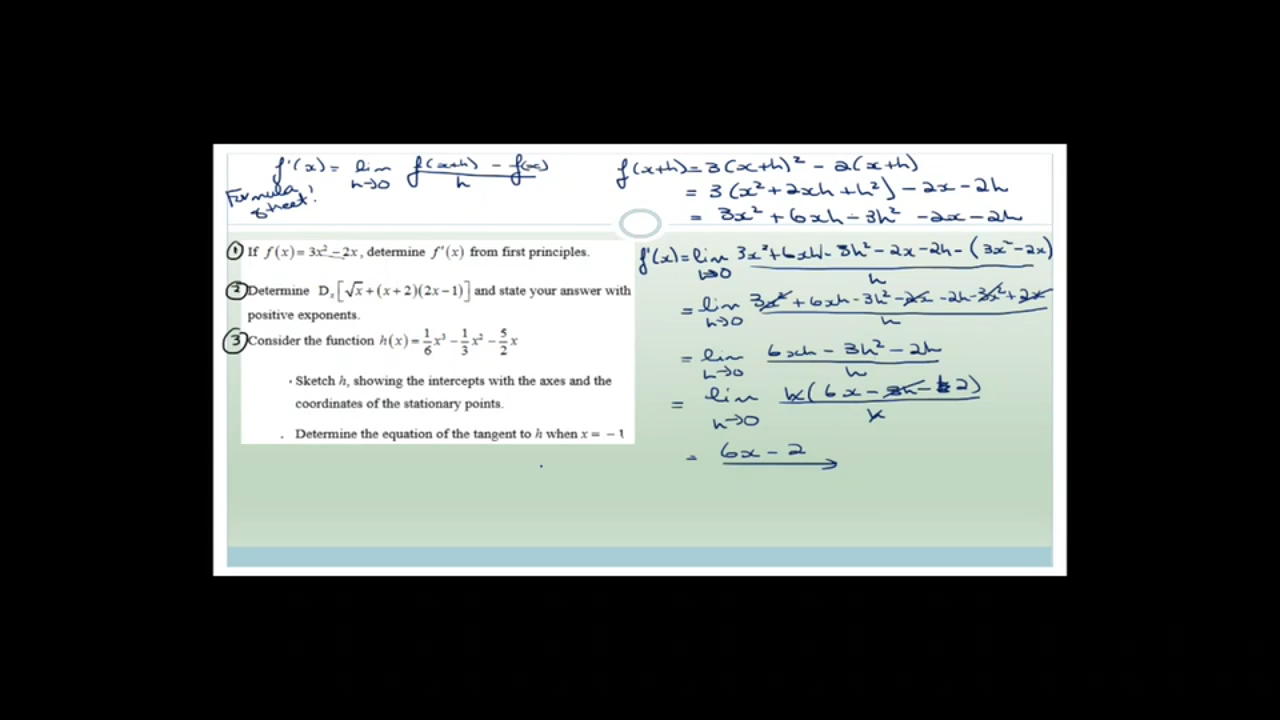 f'(x) = lim h→0 f(x+h) − f(x) / h
Formula
sheet!
f(x+h) = 3(x+h)² − 2(x+h)
= 3(x² + 2xh + h²) − 2x − 2h
= 3x² + 6xh − 3h² − 2x − 2h
① If f(x) = 3x² − 2x, determine f'(x) from first principles.
② Determine Dₓ[√x + (x+2)(2x−1)] and state your answer with
positive exponents.
③ Consider the function h(x) = 1/6 x³ − 1/3 x² − 5/2 x
· Sketch h, showing the intercepts with the axes and the
coordinates of the stationary points.
. Determine the equation of the tangent to h when x = −1
f'(x) = lim h→0 3x² + 6xh − 3h² − 2x − 2h − (3x² − 2x) / h
= lim h→0 3x² + 6xh − 3h² − 2x − 2h − 3x² + 2x / h
= lim h→0 6xh − 3h² − 2h / h
= lim h→0 h(6x − 3h − 2) / h
= 6x − 2